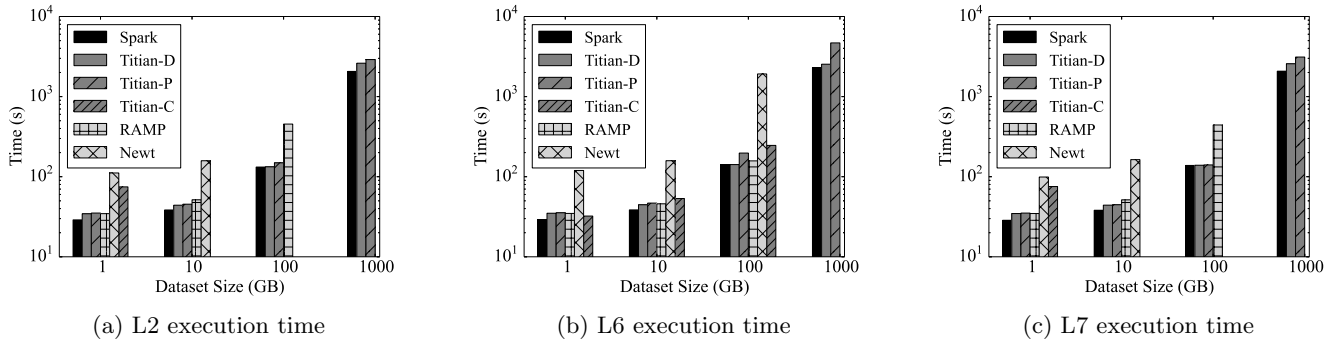 10^4
10^3
10^2
10^1
Time (s)
Spark
Titian-D
Titian-P
Titian-C
RAMP
Newt
1 10 100 1000
Dataset Size (GB)
(a) L2 execution time
10^4
10^3
10^2
10^1
Time (s)
Spark
Titian-D
Titian-P
Titian-C
RAMP
Newt
1 10 100 1000
Dataset Size (GB)
(b) L6 execution time
10^4
10^3
10^2
10^1
Time (s)
Spark
Titian-D
Titian-P
Titian-C
RAMP
Newt
1 10 100 1000
Dataset Size (GB)
(c) L7 execution time